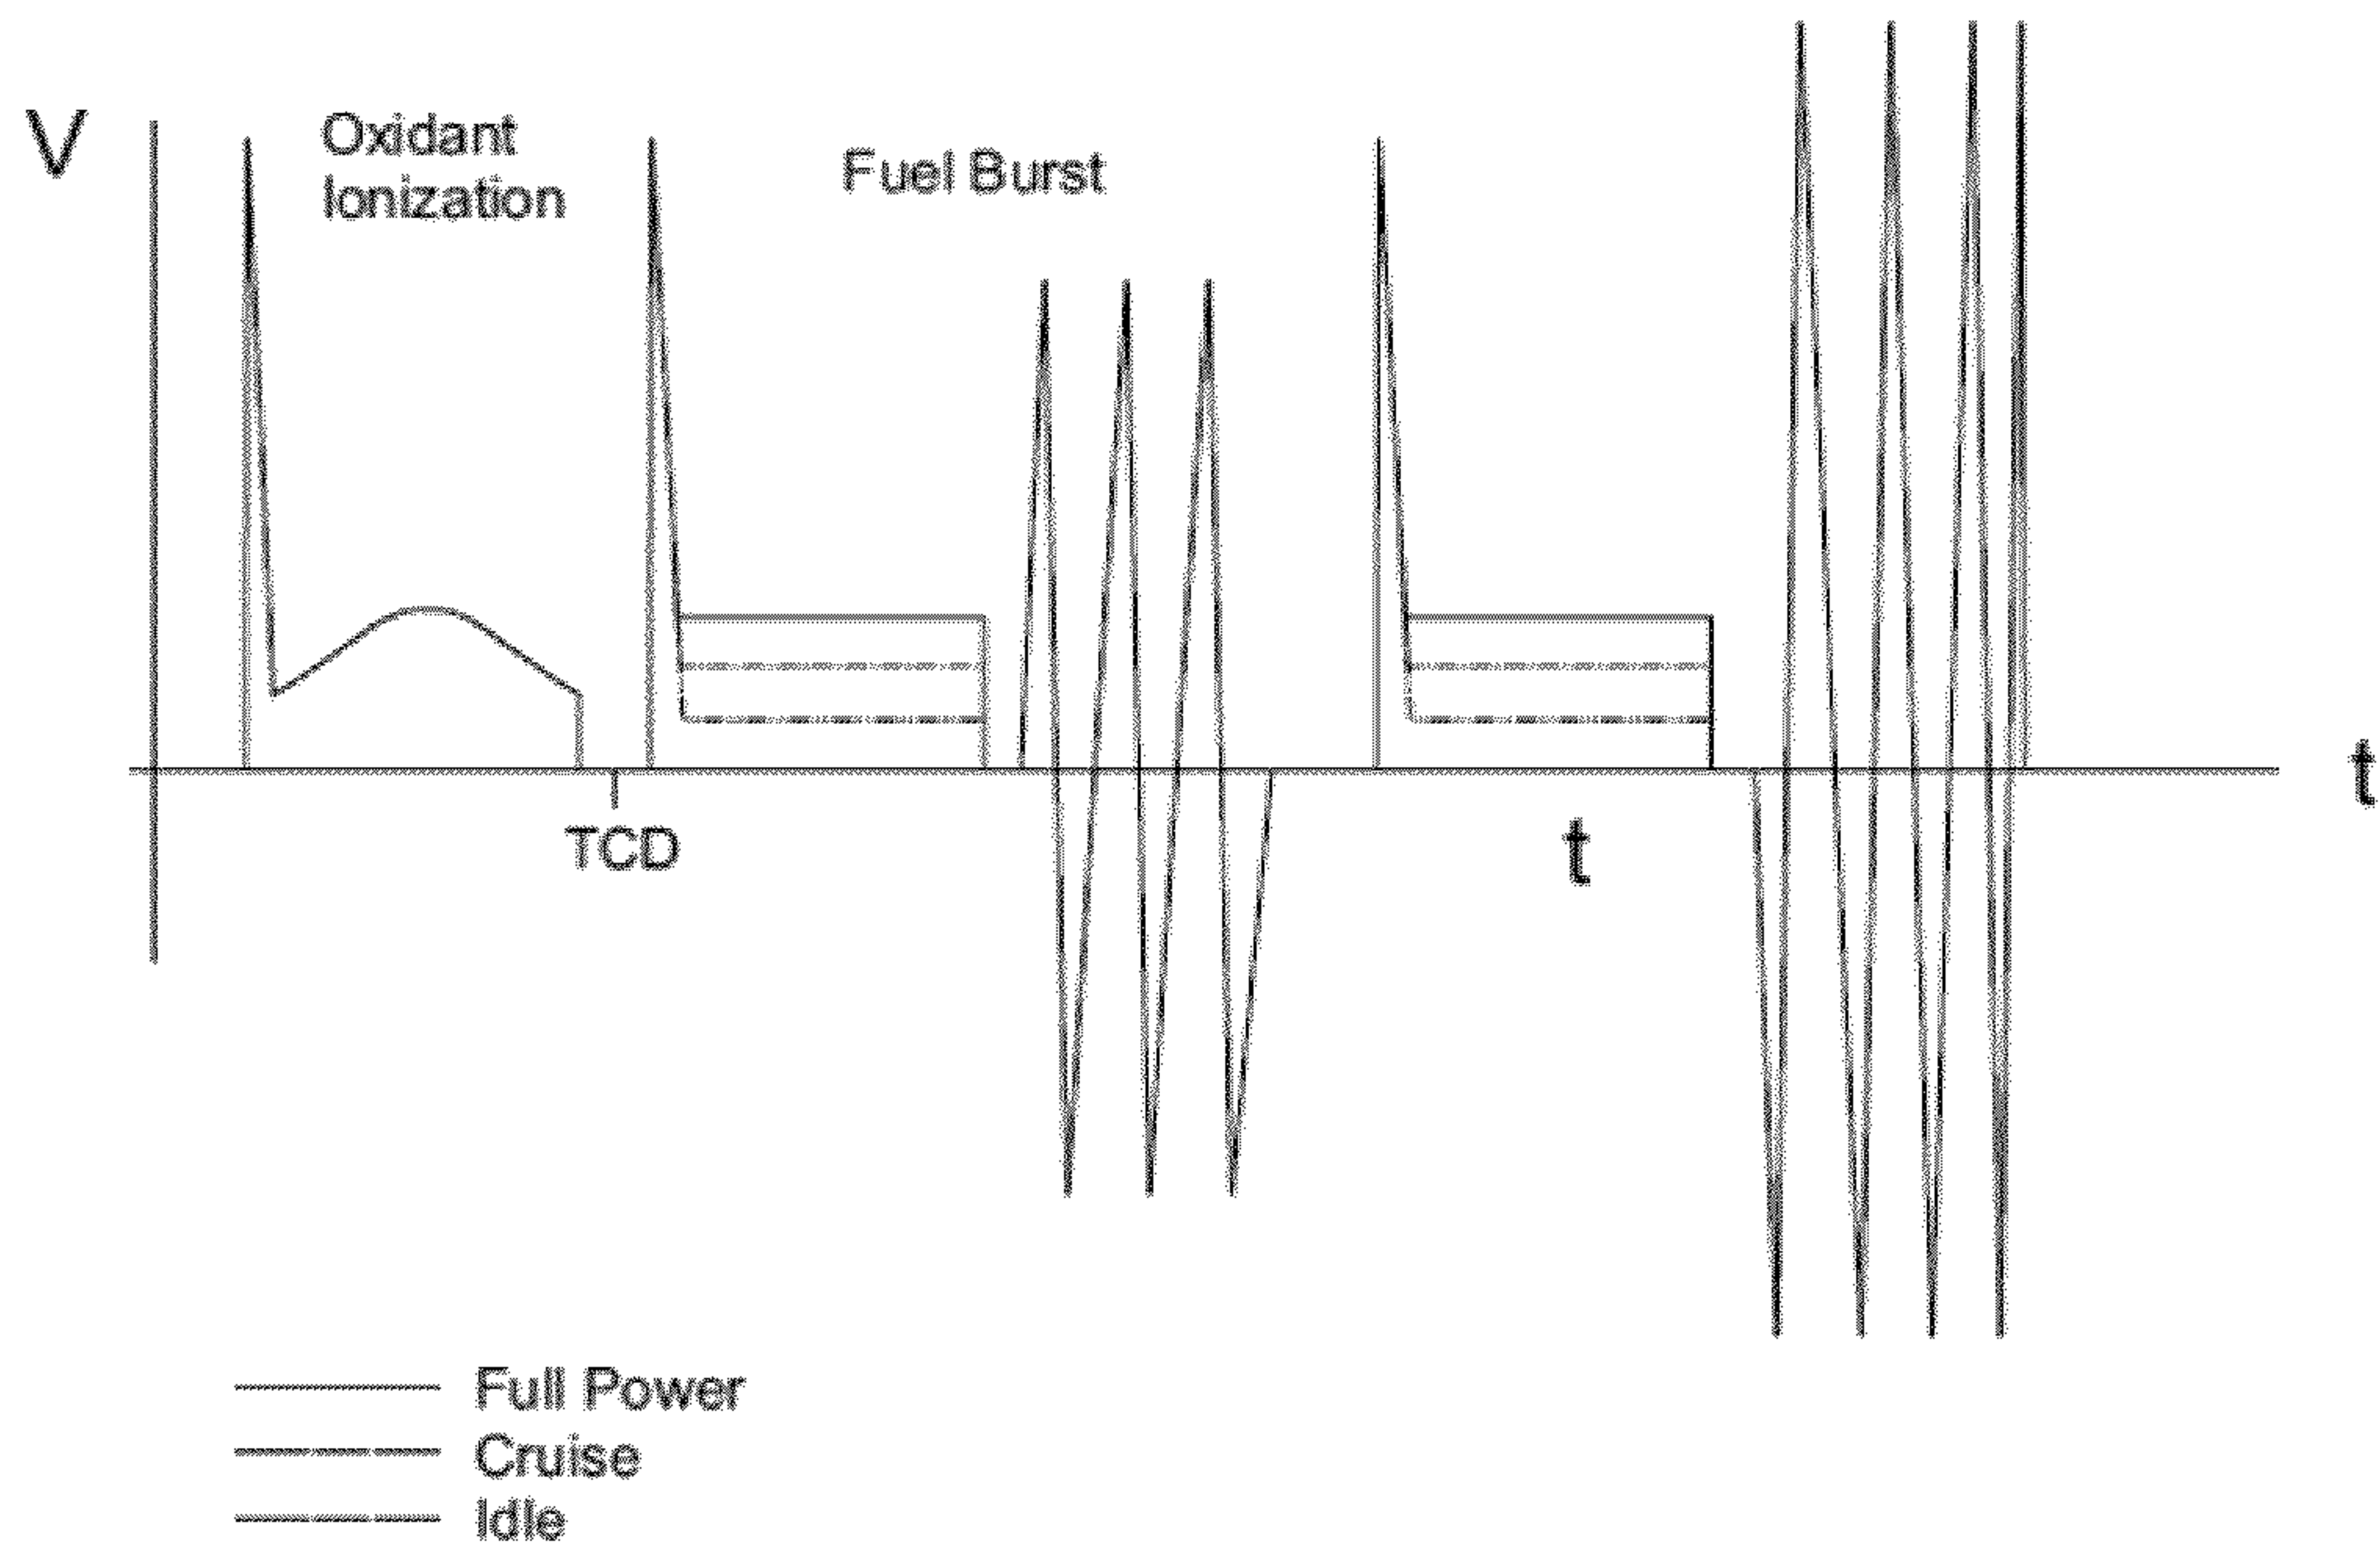 V
Oxidant
Ionization
Fuel Burst
t
TCD
t
Full Power
Cruise
Idle